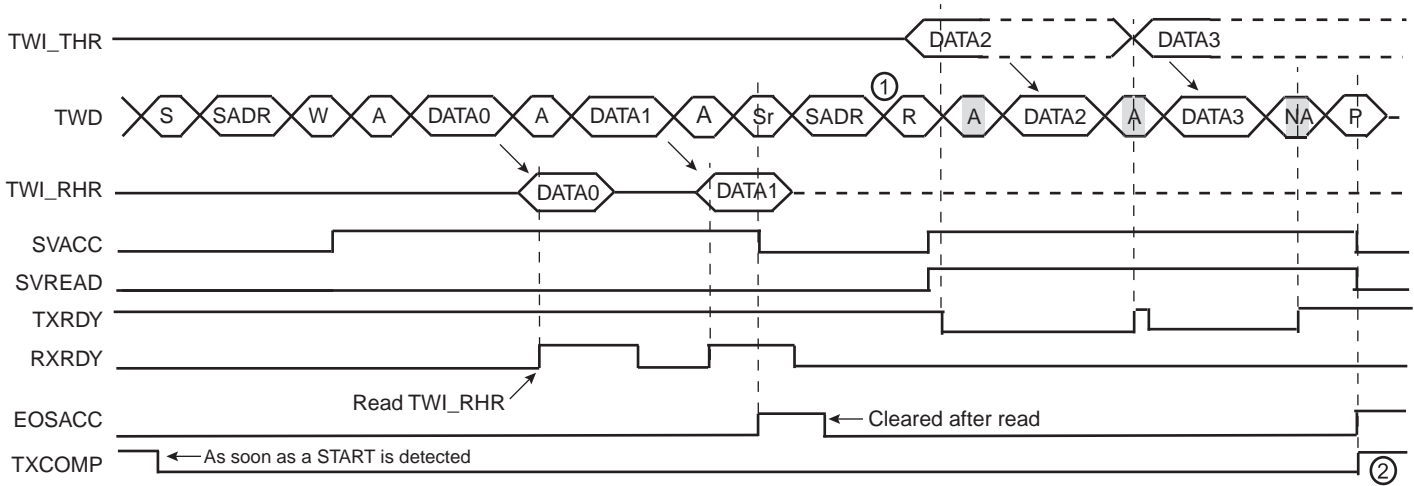 TWI_THR DATA2 DATA3
①
TWD S SADR W A DATA0 A DATA1 A Sr SADR R A DATA2 A DATA3 NA P
TWI_RHR DATA0 DATA1
SVACC
SVREAD
TXRDY
RXRDY
Read TWI_RHR
EOSACC Cleared after read
TXCOMP As soon as a START is detected ②